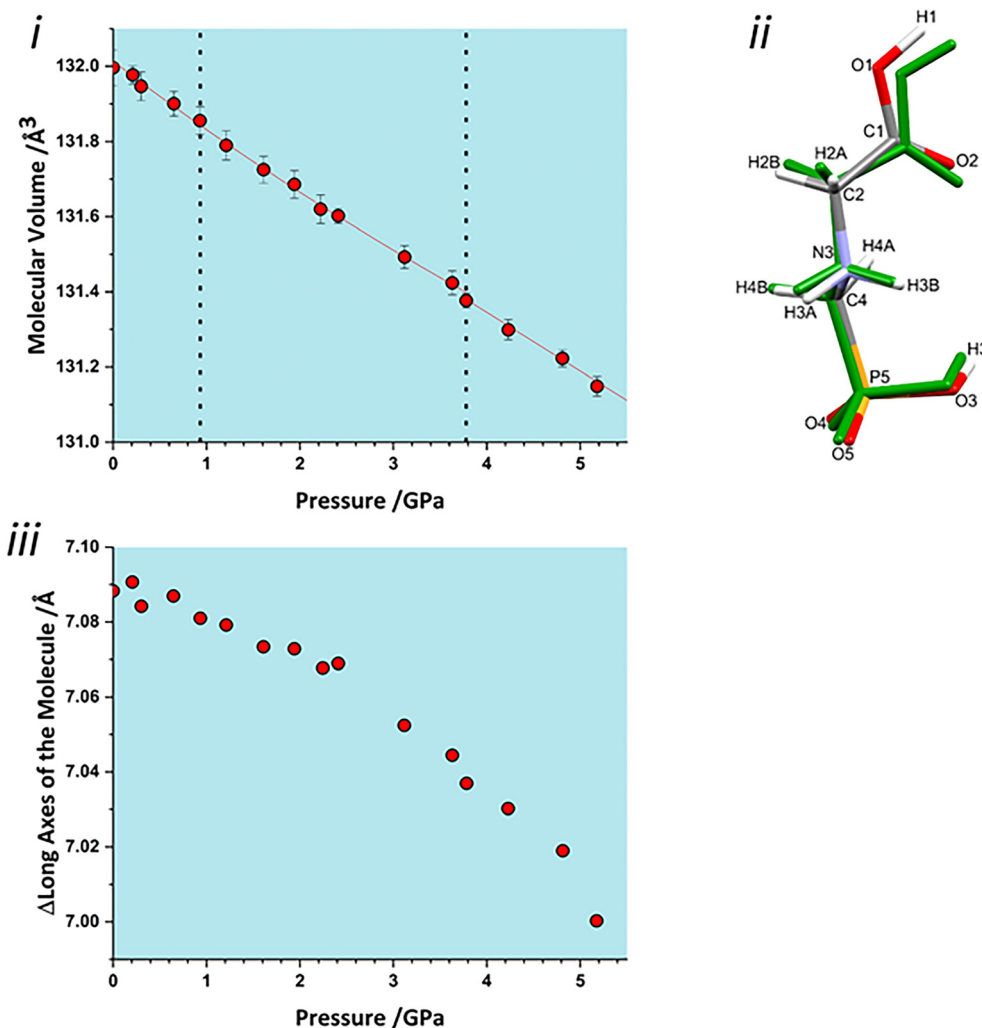 i
Molecular Volume /Å³
132.0
131.8
131.6
131.4
131.2
131.0
0
1
2
3
4
5
Pressure /GPa
ii
H1
O1
C1
H2A
H2B
O2
C2
N3
H4A
H4B
H3B
H3A
C4
H3
P5
O3
O4
O5
iii
ΔLong Axes of the Molecule /Å
7.10
7.08
7.06
7.04
7.02
7.00
0
1
2
3
4
5
Pressure /GPa